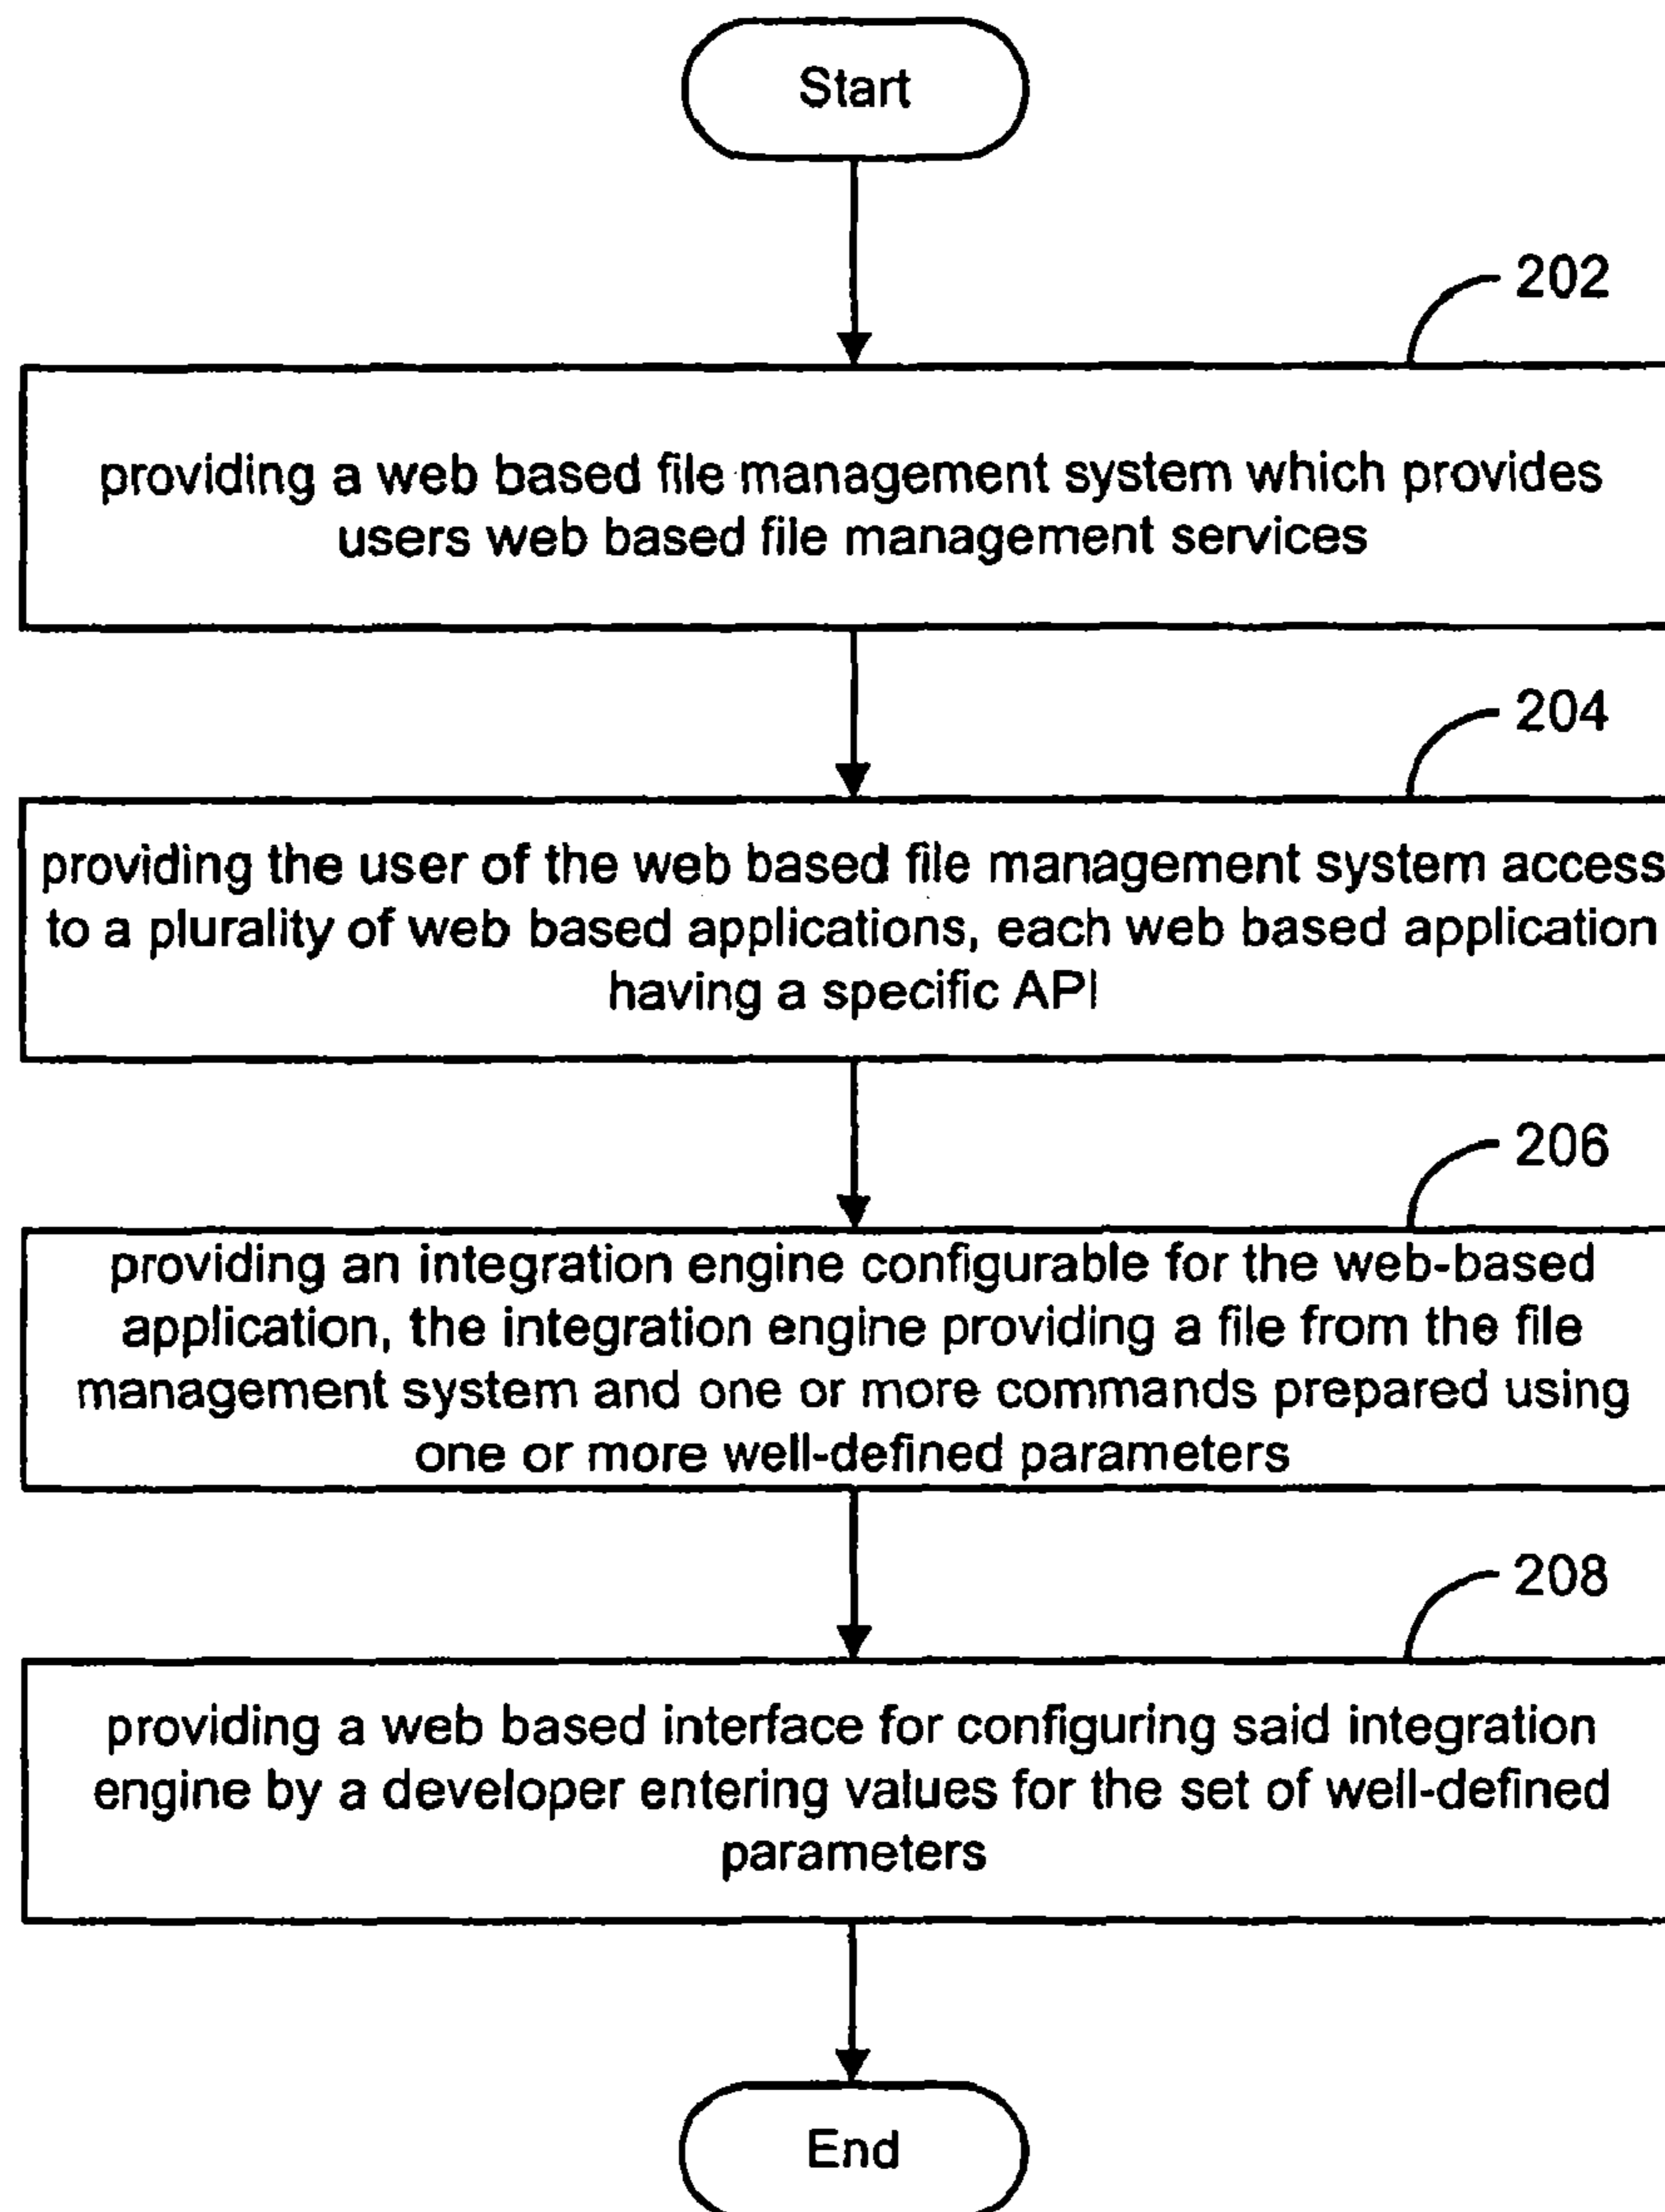 Start
202
providing a web based file management system which provides
users web based file management services
204
providing the user of the web based file management system access
to a plurality of web based applications, each web based application
having a specific API
206
providing an integration engine configurable for the web-based
application, the integration engine providing a file from the file
management system and one or more commands prepared using
one or more well-defined parameters
208
providing a web based interface for configuring said integration
engine by a developer entering values for the set of well-defined
parameters
End